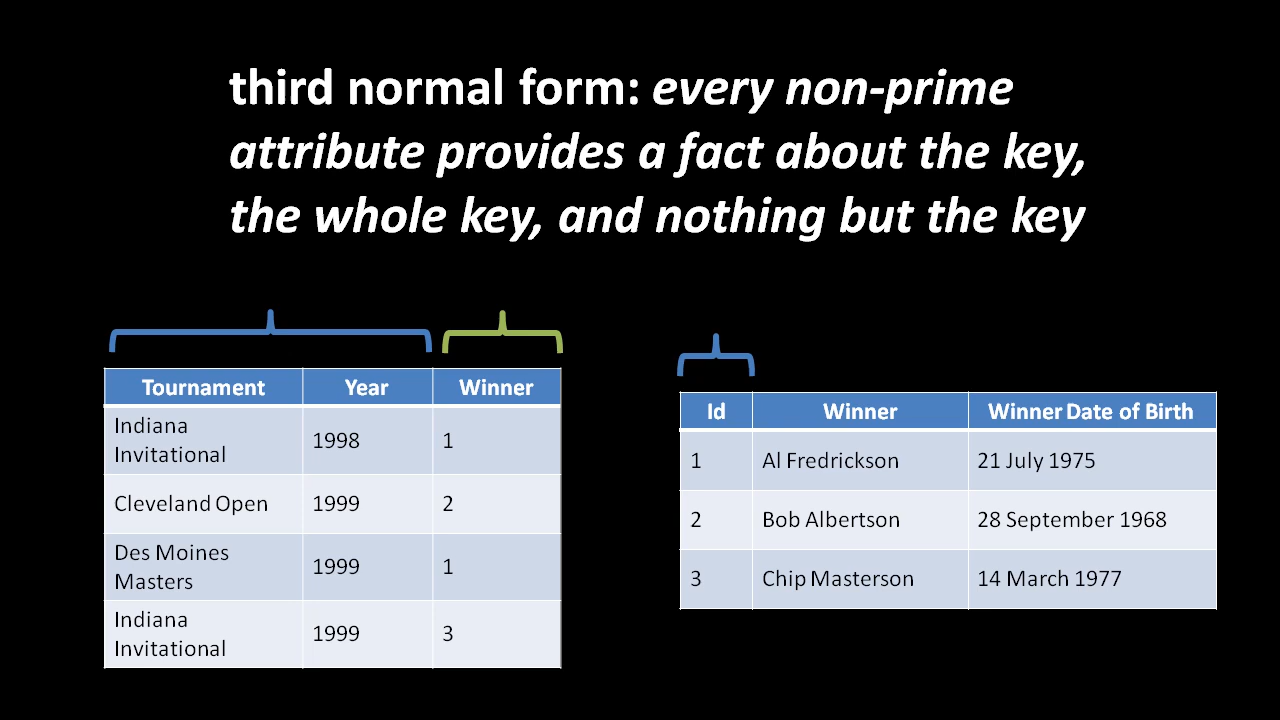 third normal form: every non-prime
attribute provides a fact about the key,
the whole key, and nothing but the key
Tournament Year Winner
Indiana
Invitational
1998 1
Cleveland Open 1999 2
Des Moines
Masters
1999 1
Indiana
Invitational
1999 3
Id Winner Winner Date of Birth
1 Al Fredrickson 21 July 1975
2 Bob Albertson 28 September 1968
3 Chip Masterson 14 March 1977